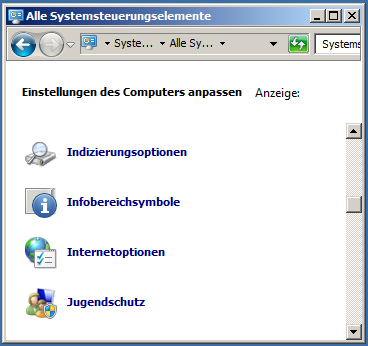 Alle Systemsteuerungselemente
Syste... Alle Sy... Systems
Einstellungen des Computers anpassen Anzeige:
Indizierungsoptionen
Infobereichsymbole
Internetoptionen
Jugendschutz